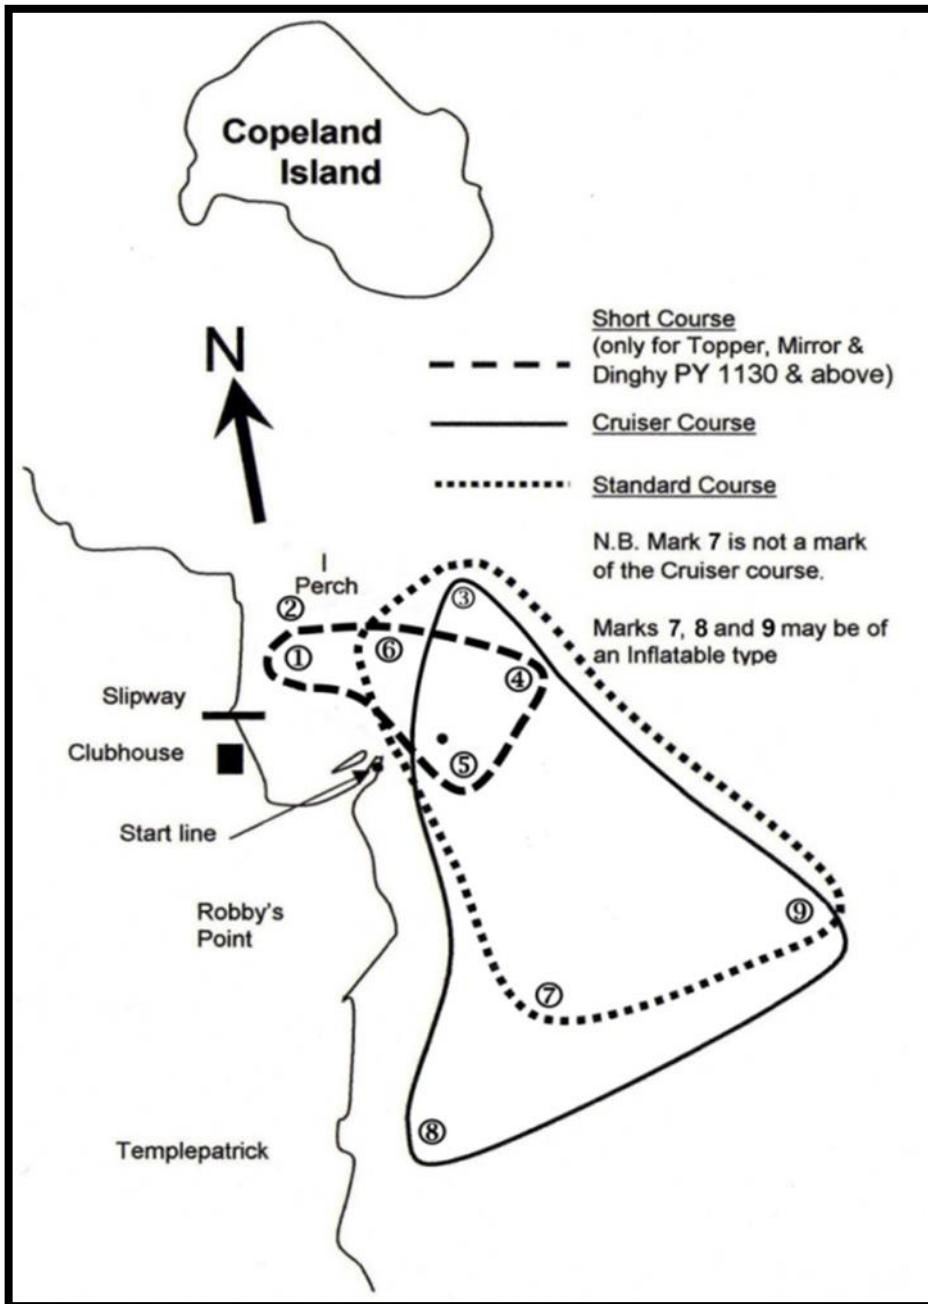 Copeland
Island
N
Short Course
(only for Topper, Mirror &
Dinghy PY 1130 & above)
Cruiser Course
Standard Course
N.B. Mark 7 is not a mark
of the Cruiser course.
Marks 7, 8 and 9 may be of
an Inflatable type
I
Perch
②
③
①
⑥
④
Slipway
Clubhouse
⑤
Start line
Robby's
Point
⑨
⑦
⑧
Templepatrick